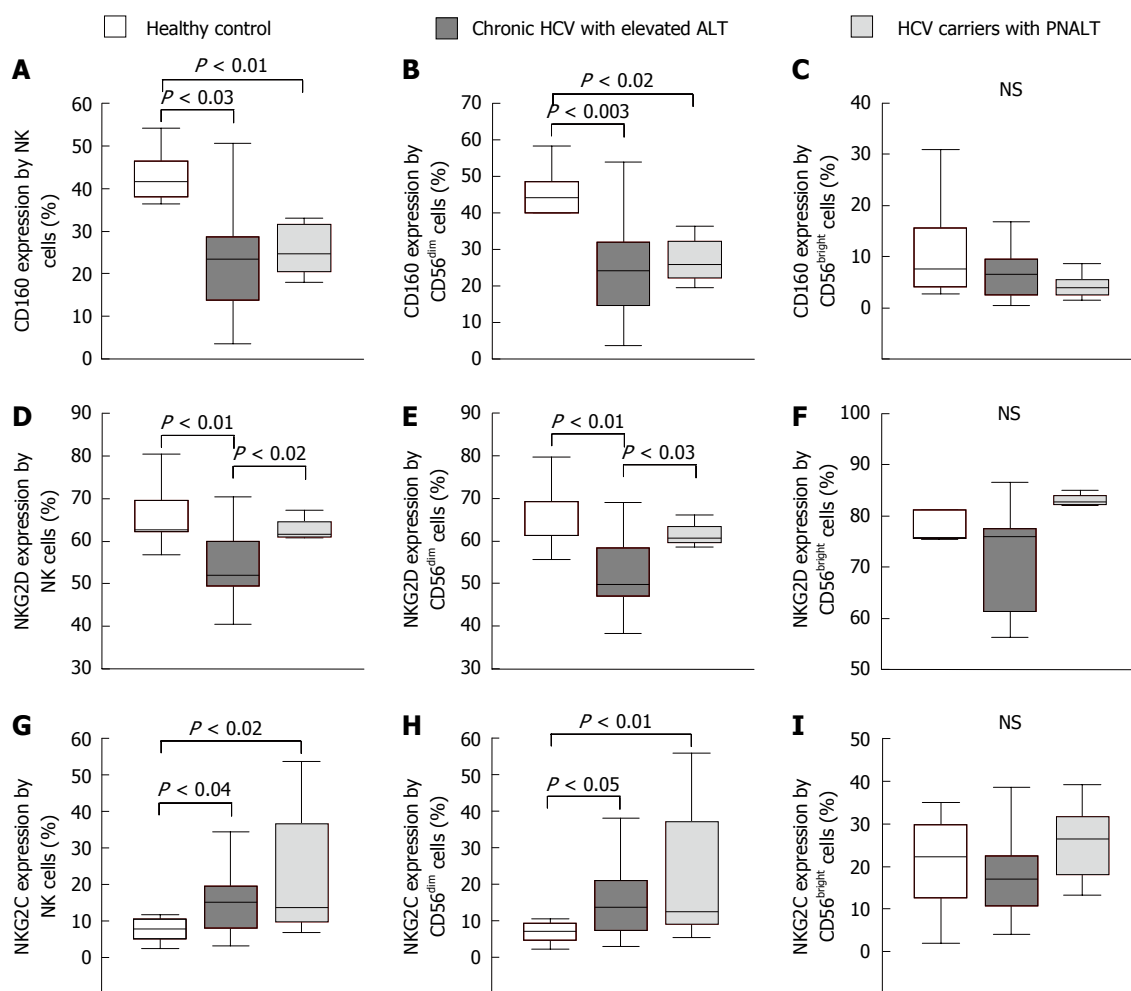 Healthy control
Chronic HCV with elevated ALT
HCV carriers with PNALT
A
P < 0.01
P < 0.03
CD160 expression by NK
cells (%)
60
50
40
30
20
10
0
B
P < 0.02
P < 0.003
CD160 expression by
CD56dim cells (%)
70
60
50
40
30
20
10
0
C
NS
CD160 expression by
CD56bright cells (%)
40
30
20
10
0
D
P < 0.01
P < 0.02
NKG2D expression by
NK cells (%)
90
80
70
60
50
40
30
E
P < 0.01
P < 0.03
NKG2D expression by
CD56dim cells (%)
90
80
70
60
50
40
30
F
NS
NKG2D expression by
CD56bright cells (%)
100
90
80
70
60
50
G
P < 0.02
P < 0.04
NKG2C expression by
NK cells (%)
60
50
40
30
20
10
0
H
P < 0.01
P < 0.05
NKG2C expression by
CD56dim cells (%)
60
50
40
30
20
10
0
I
NS
NKG2C expression by
CD56bright cells (%)
50
40
30
20
10
0